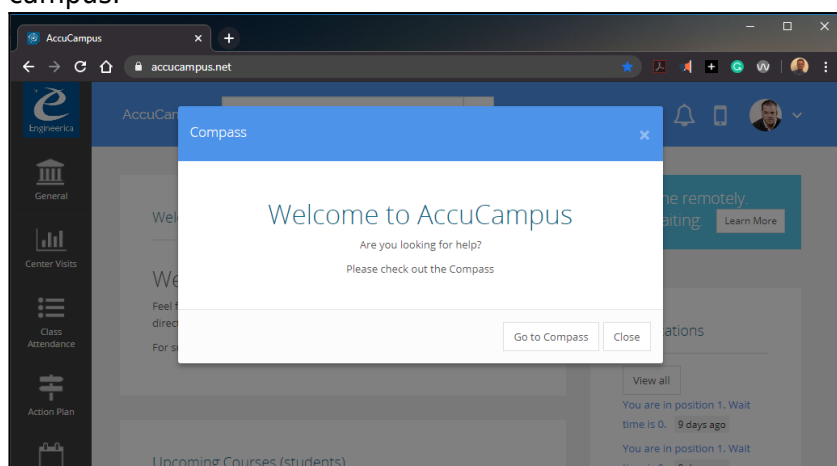 campus.
AccuCampus
accucampus.net
Engineerica
AccuCam
Compass
General
Welcome to AccuCampus
Are you looking for help?
Please check out the Compass
Go to Compass
Close
ne remotely.
aiting.
Learn More
Center Visits
Class
Attendance
Action Plan
Wel
We
Feel f
direc
For s
ations
View all
You are in position 1. Wait
time is 0. 9 days ago
You are in position 1. Wait
Upcoming Courses (students)